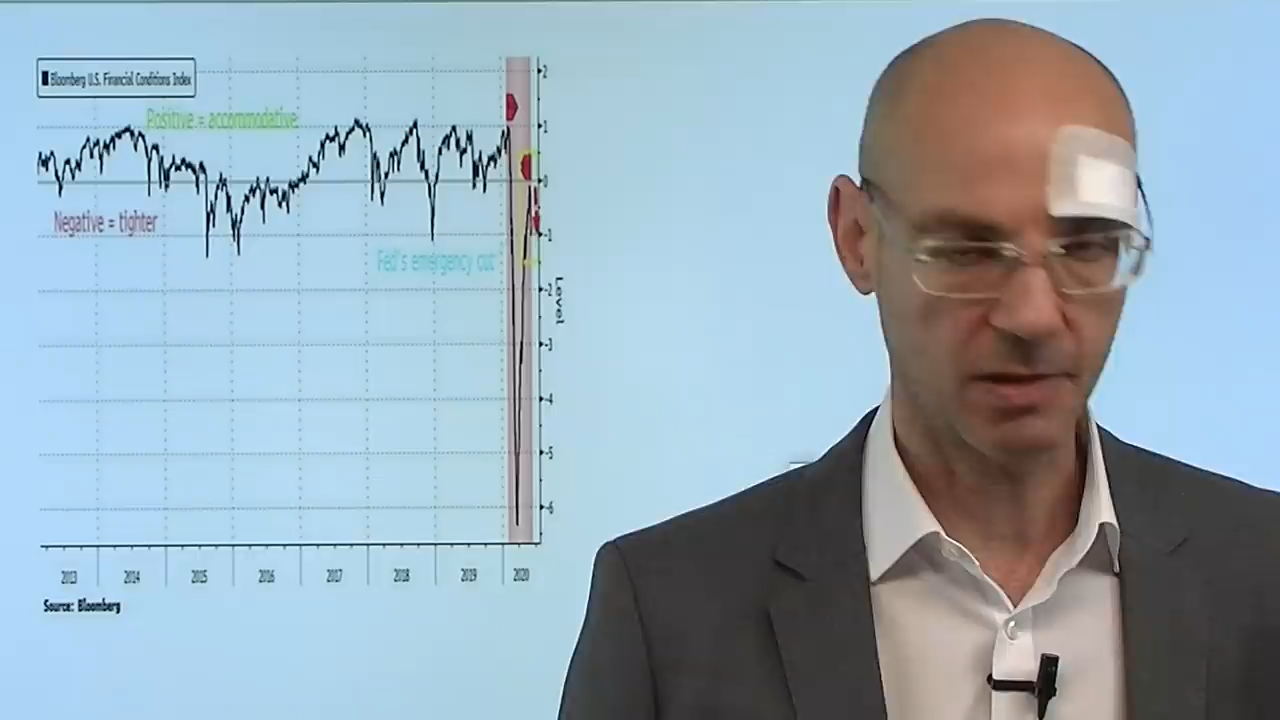 Bloomberg U.S. Financial Conditions Index
2
Positive = accommodative
1
0
Negative = tighter
-1
Fed's emergency cut
-2
Level
-3
-4
-5
-6
2013 2014 2015 2016 2017 2018 2019 2020
Source: Bloomberg